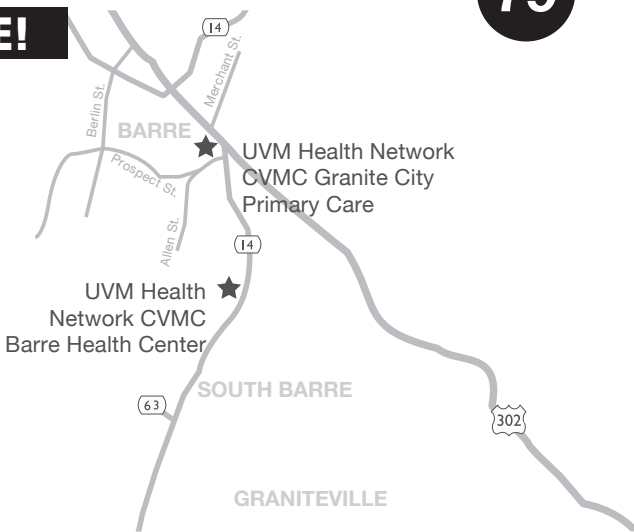 E!
14
Merchant St.
Berlin St.
BARRE
UVM Health Network
CVMC Granite City
Primary Care
Prospect St.
Allen St.
14
UVM Health
Network CVMC
Barre Health Center
SOUTH BARRE
63
302
GRANITEVILLE